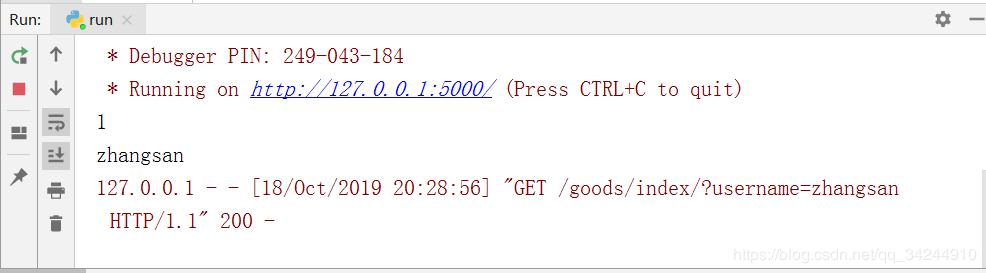 Run: run
* Debugger PIN: 249-043-184
* Running on http://127.0.0.1:5000/ (Press CTRL+C to quit)
1
zhangsan
127.0.0.1 - - [18/Oct/2019 20:28:56] "GET /goods/index/?username=zhangsan
HTTP/1.1" 200 -
https://blog.csdn.net/qq_34244910